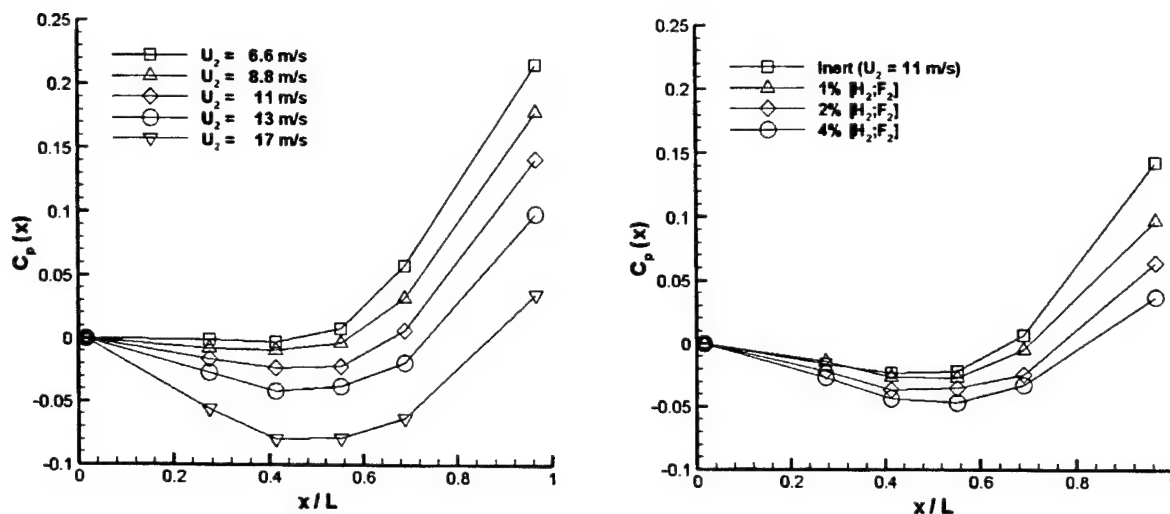 U2 = 6.6 m/s
U2 = 8.8 m/s
U2 = 11 m/s
U2 = 13 m/s
U2 = 17 m/s
0.25
0.2
0.15
0.1
0.05
0
-0.05
-0.1
Cp (x)
0 0.2 0.4 0.6 0.8 1
x / L
Inert (U2 = 11 m/s)
1% [H2;F2]
2% [H2;F2]
4% [H2;F2]
0.25
0.2
0.15
0.1
0.05
0
-0.05
-0.1
Cp (x)
0 0.2 0.4 0.6 0.8 1
x / L